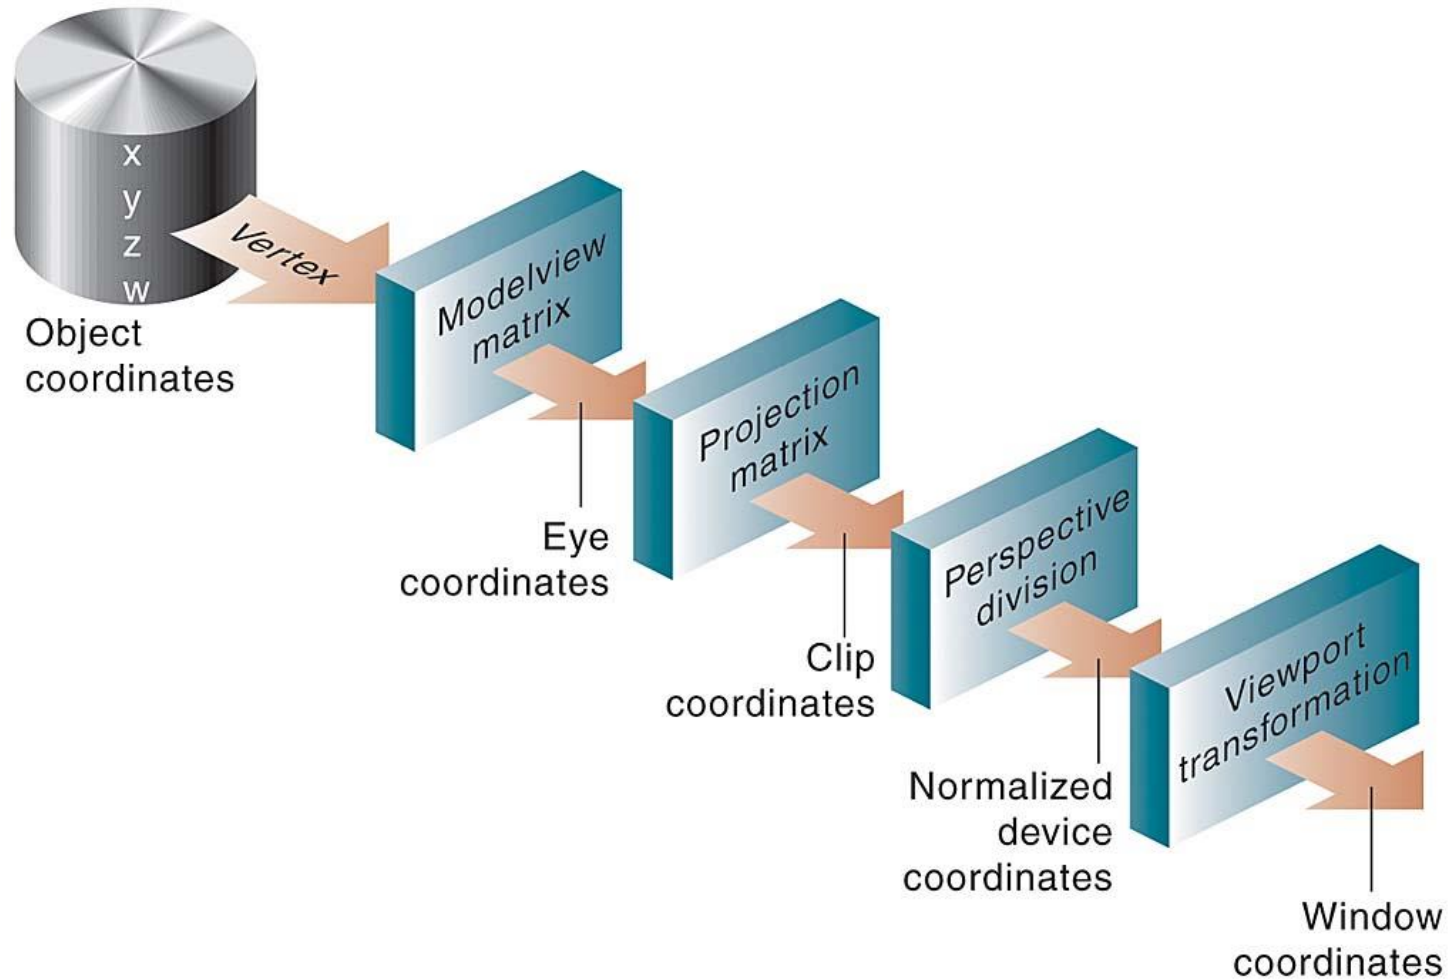 x
y
z
w
Object
coordinates
Vertex
Modelview
matrix
Eye
coordinates
Projection
matrix
Clip
coordinates
Perspective
division
Normalized
device
coordinates
Viewport
transformation
Window
coordinates